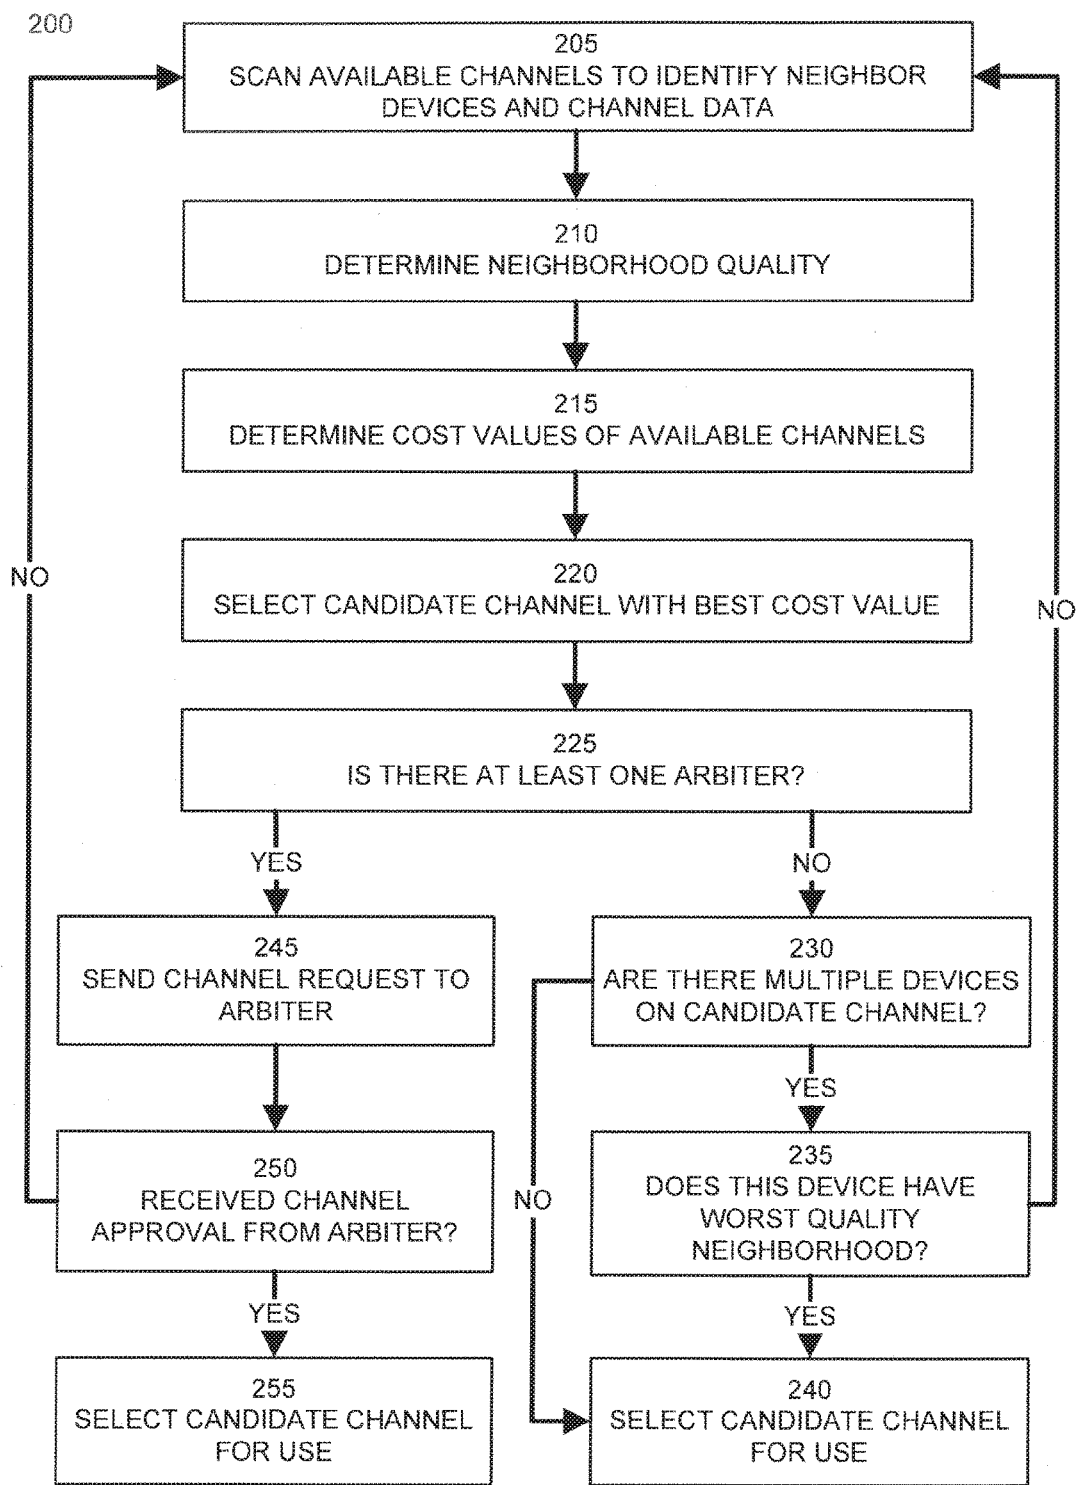 200
205
SCAN AVAILABLE CHANNELS TO IDENTIFY NEIGHBOR
DEVICES AND CHANNEL DATA
210
DETERMINE NEIGHBORHOOD QUALITY
215
DETERMINE COST VALUES OF AVAILABLE CHANNELS
220
SELECT CANDIDATE CHANNEL WITH BEST COST VALUE
NO
NO
225
IS THERE AT LEAST ONE ARBITER?
YES
NO
245
SEND CHANNEL REQUEST TO
ARBITER
230
ARE THERE MULTIPLE DEVICES
ON CANDIDATE CHANNEL?
YES
250
RECEIVED CHANNEL
APPROVAL FROM ARBITER?
NO
235
DOES THIS DEVICE HAVE
WORST QUALITY
NEIGHBORHOOD?
YES
YES
255
SELECT CANDIDATE CHANNEL
FOR USE
240
SELECT CANDIDATE CHANNEL
FOR USE